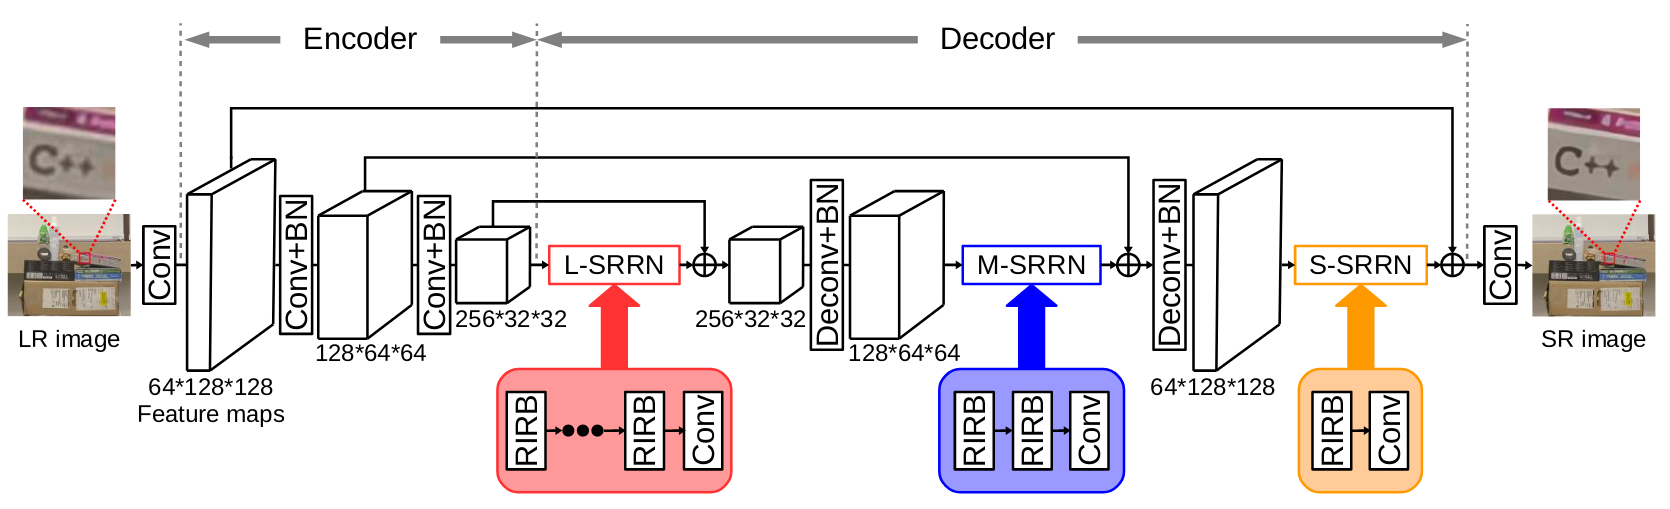 Encoder
Decoder
C++
C++
Conv
Conv+BN
Conv+BN
L-SRRN
Deconv+BN
M-SRRN
Deconv+BN
S-SRRN
Conv
LR image
64*128*128
Feature maps
128*64*64
256*32*32
256*32*32
128*64*64
64*128*128
SR image
RIRB
RIRB
Conv
RIRB
RIRB
Conv
RIRB
Conv